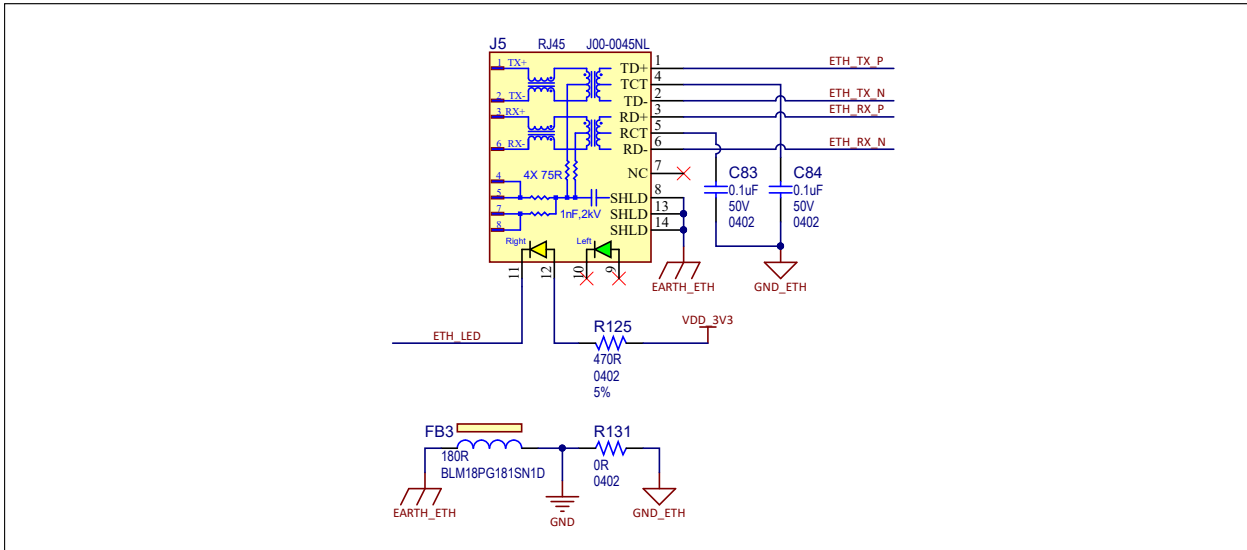 J5 RJ45 J00-0045NL
1 TX+ TD+ 1 ETH_TX_P
TCT 4
2 TX- TD- 2 ETH_TX_N
3 RX+ RD+ 3 ETH_RX_P
RCT 5
6 RX- RD- 6 ETH_RX_N
4X 75R NC 7
C83 C84
0.1uF 0.1uF
50V 50V
0402 0402
4
5 SHLD 8
7 1nF,2kV SHLD 13
8 SHLD 14
Right Left
11 12 10 9
EARTH_ETH GND_ETH
VDD_3V3
ETH_LED R125
470R
0402
5%
FB3 R131
180R 0R
BLM18PG181SN1D 0402
EARTH_ETH GND GND_ETH